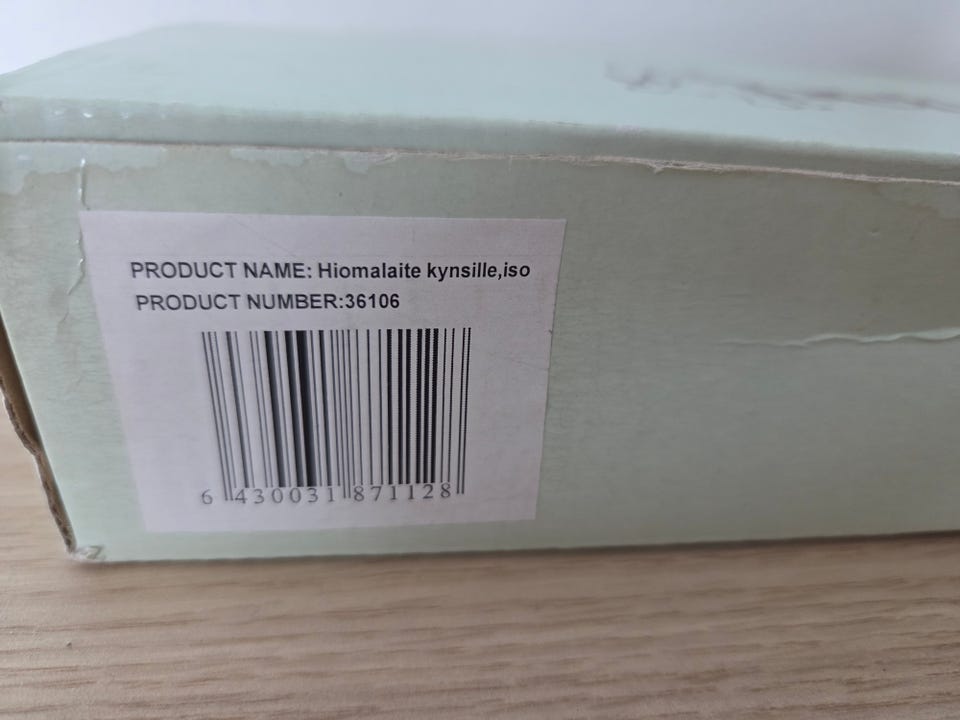 PRODUCT NAME: Hiomalaite kynsille,iso
PRODUCT NUMBER:36106
6 430031 871128